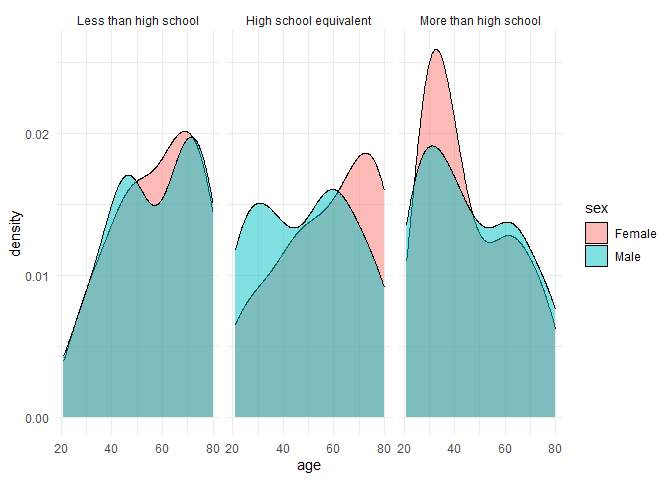 Less than high school High school equivalent More than high school
0.02
0.01
0.00
density
20 40 60 80 20 40 60 80 20 40 60 80
age
sex
Female
Male